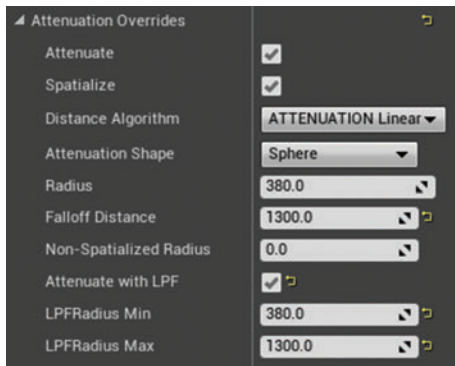 Attenuation Overrides
Attenuate
Spatialize
Distance Algorithm ATTENUATION Linear
Attenuation Shape Sphere
Radius 380.0
Falloff Distance 1300.0
Non-Spatialized Radius 0.0
Attenuate with LPF
LPFRadius Min 380.0
LPFRadius Max 1300.0